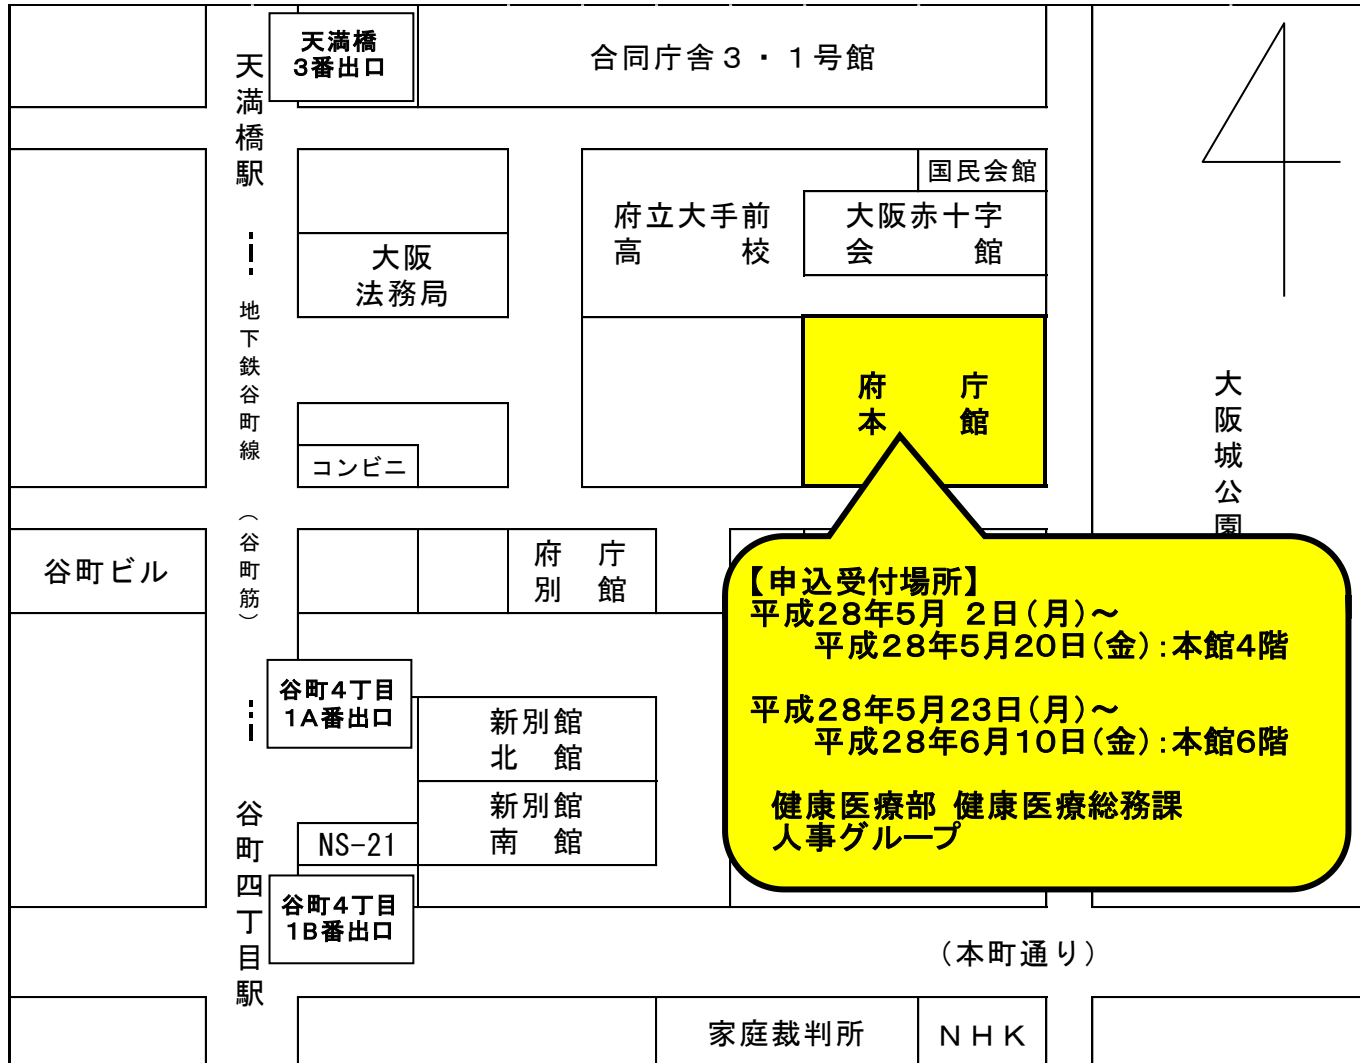 天満橋
3番出口
合同庁舎３・１号館
天満橋駅
国民会館
府立大手前
高　　　校
大阪赤十字
会　　　館
大阪
法務局
地下鉄谷町線
府　　庁
本　　館
大阪城公園
コンビニ
（谷町筋）
谷町ビル
府　庁
別　館
【申込受付場所】
平成28年5月 2日(月)～
平成28年5月20日(金):本館4階
平成28年5月23日(月)～
平成28年6月10日(金):本館6階
健康医療部 健康医療総務課
人事グループ
谷町4丁目
1A番出口
新別館
北　館
新別館
南　館
NS-21
谷町四丁目駅
谷町4丁目
1B番出口
（本町通り）
家庭裁判所
ＮＨＫ